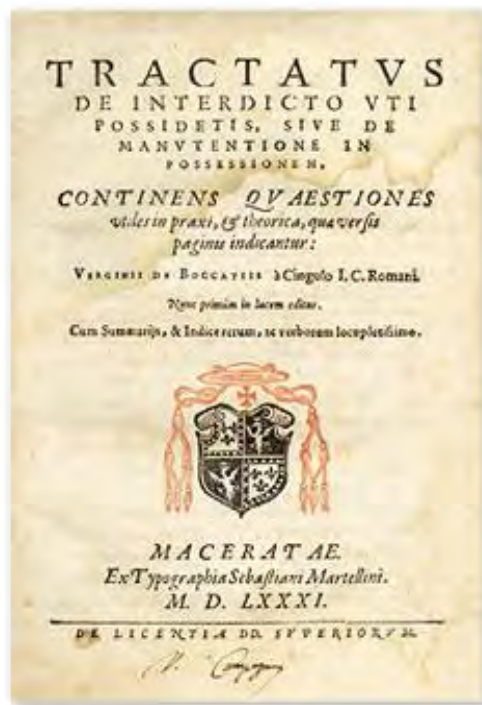 TRACTATVS
DE INTERDICTO VTI
POSSIDETIS, SIVE DE
MANVTENTIONE IN
POSSESSIONEM,
CONTINENS QVAESTIONES
vtiles in praxi, & theorica, quæ versis
paginis indicantur:
VERGINII DE BOCCATIIS à Cingulo I. C. Romani.
Nunc primùm in lucem editus.
Cum Summarijs, & Indice rerum, ac verborum locupletissimo.
MACERATAE.
Ex Typographia Sebastiani Martellini.
M. D. LXXXI.
DE LICENTIA DD. SVPERIORVM.